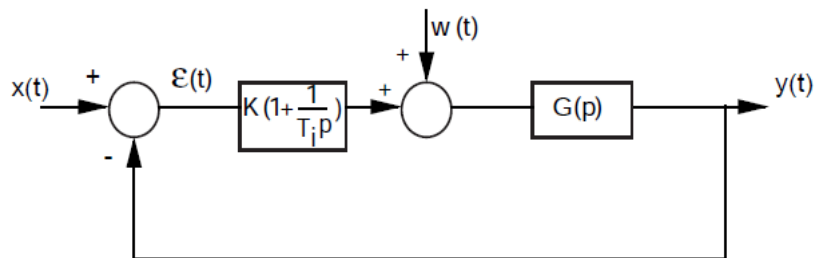 w (t)
+
x(t)
+
ε(t)
K(1+1/T_i p)
+
G(p)
y(t)
-